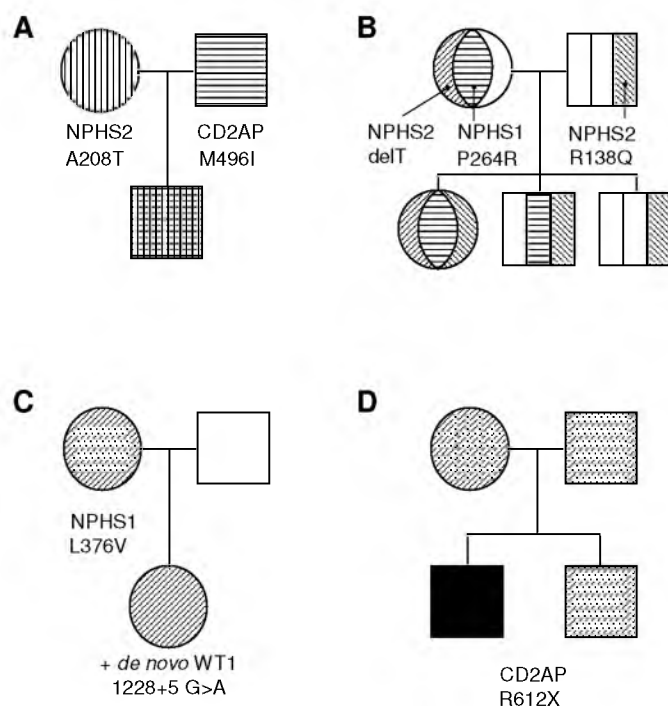 A
NPHS2
A208T
CD2AP
M496I
B
NPHS2
delT
NPHS1
P264R
NPHS2
R138Q
C
NPHS1
L376V
+ de novo WT1
1228+5 G>A
D
CD2AP
R612X